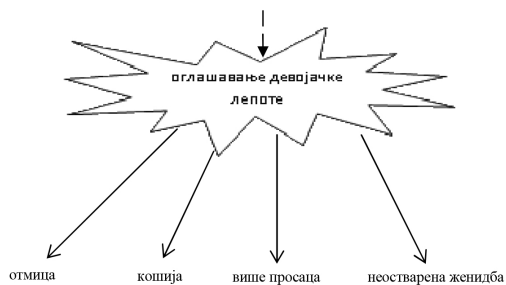 оглашавање девојачке
лепоте
отмица
кошија
више просаца
неостварена женидба